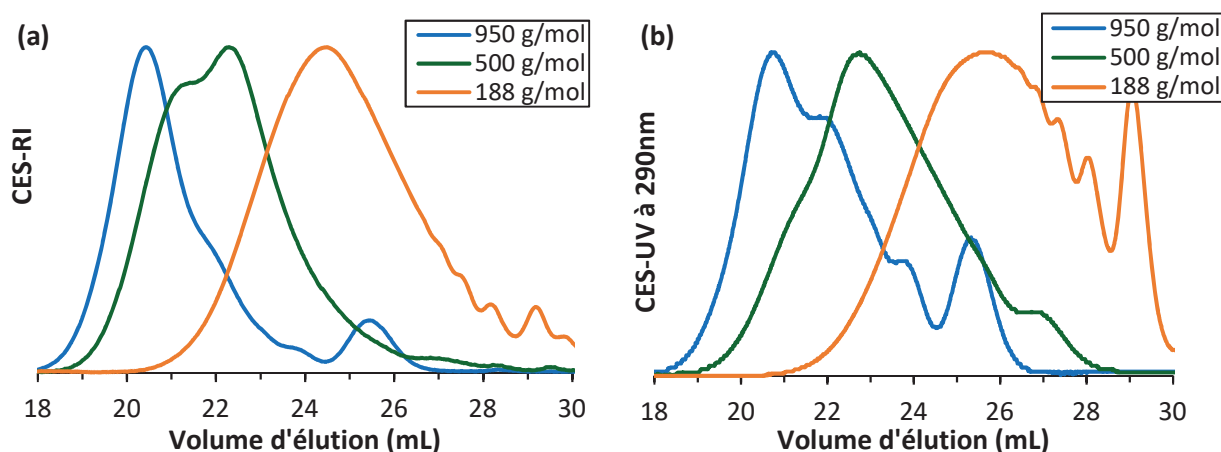 (a)
950 g/mol
500 g/mol
188 g/mol
CES-RI
18 20 22 24 26 28 30
Volume d'élution (mL)
(b)
950 g/mol
500 g/mol
188 g/mol
CES-UV à 290nm
18 20 22 24 26 28 30
Volume d'élution (mL)